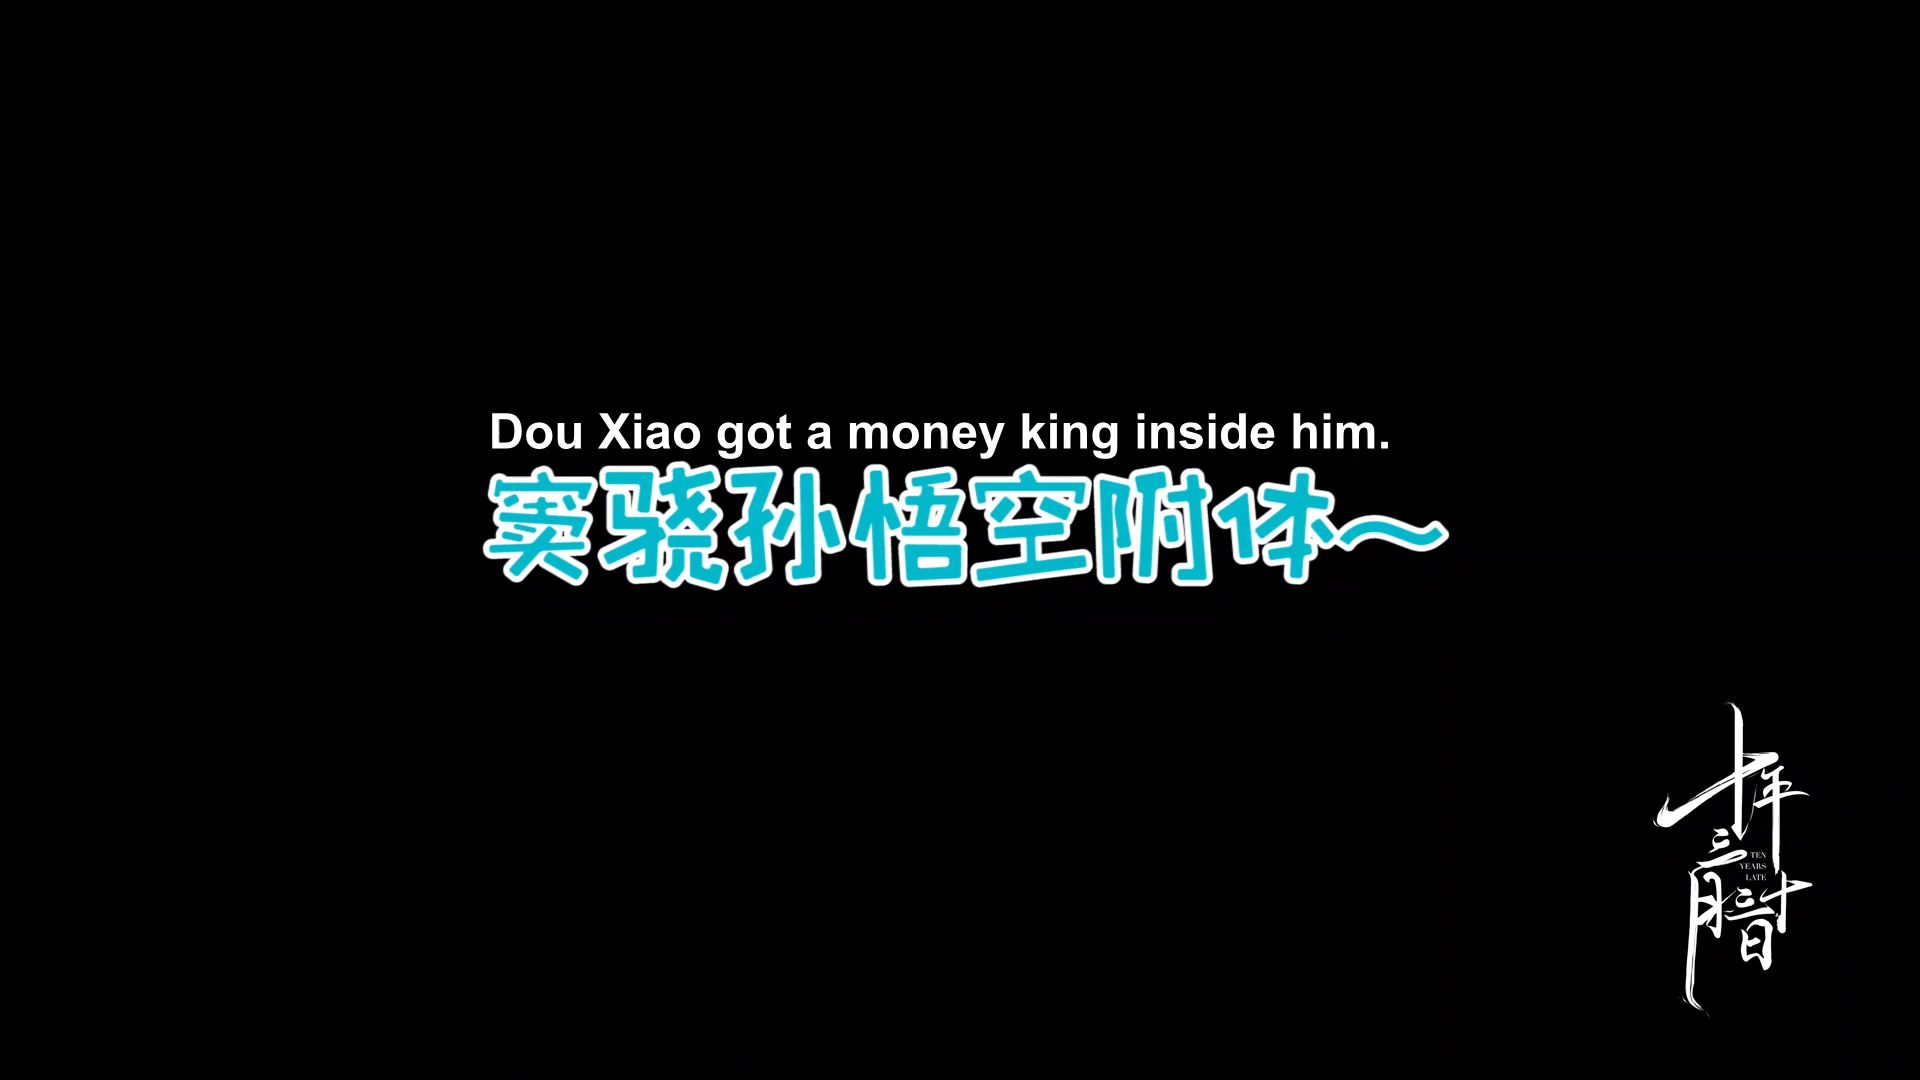 Dou Xiao got a money king inside him.
窦骁孙悟空附体～
十年
三
TEN
YEARS
LATE
月三十
日